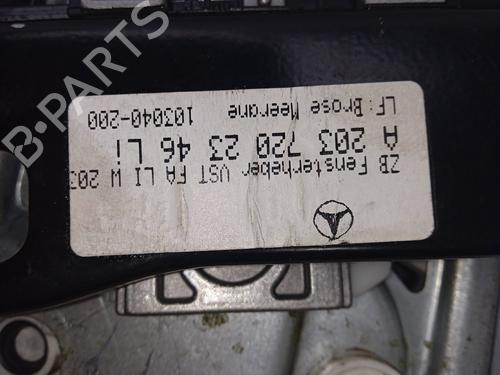 ZB Fensterheber VST FA LI W 203
A 203 720 23 46 Li
LF: Brose Meerane
103040-200
B-PARTS